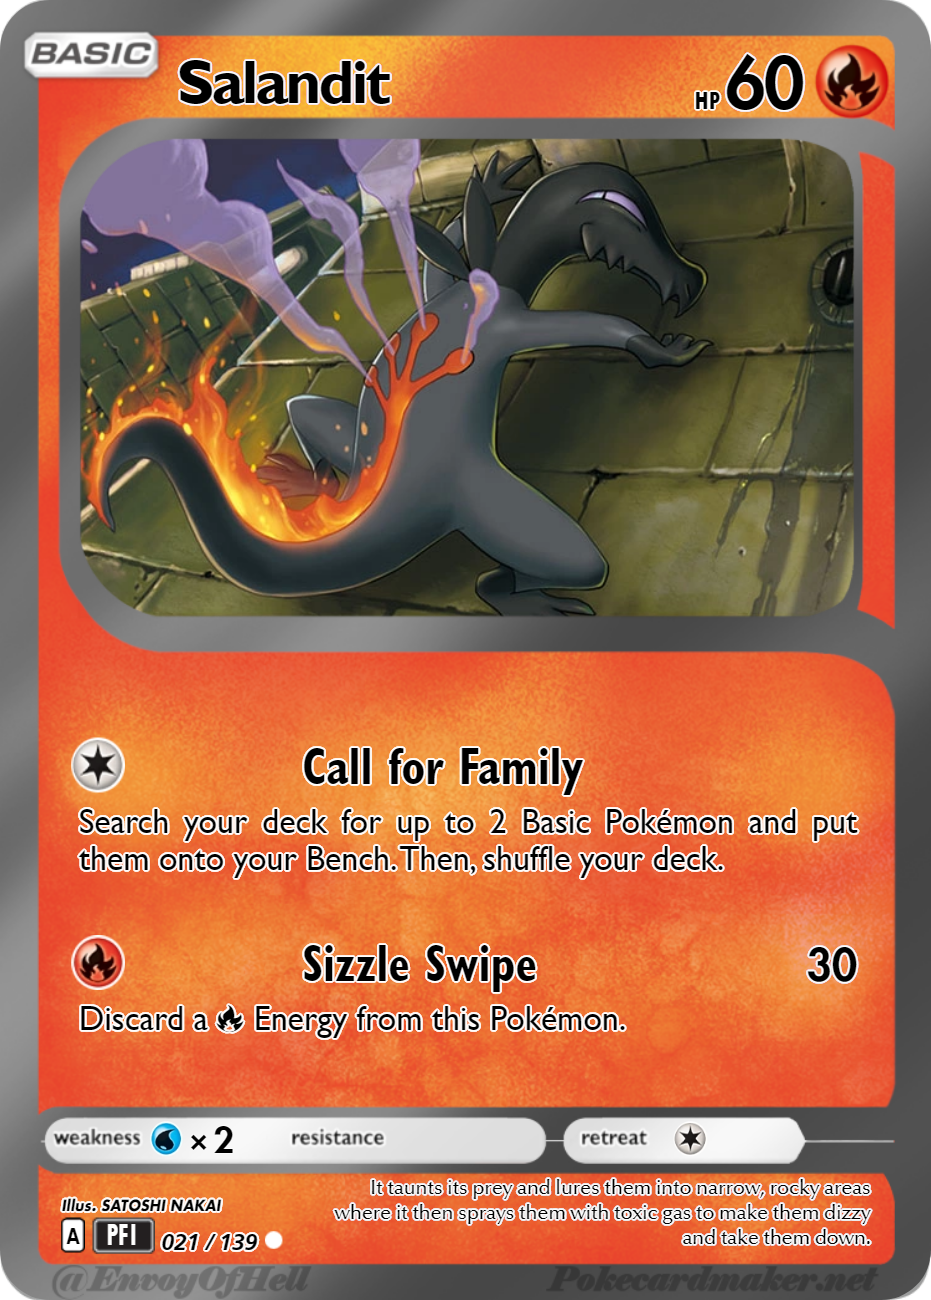 BASIC
Salandit
HP 60
Call for Family
Search your deck for up to 2 Basic Pokémon and put
them onto your Bench. Then, shuffle your deck.
Sizzle Swipe 30
Discard a Energy from this Pokémon.
weakness × 2 resistance retreat
Illus. SATOSHI NAKAI
A PFI 021 / 139
It taunts its prey and lures them into narrow, rocky areas
where it then sprays them with toxic gas to make them dizzy
and take them down.
@EnvoyOfHell Pokecardmaker.net